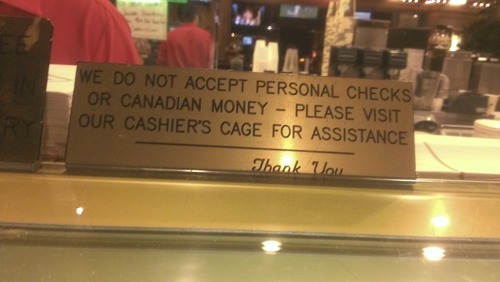 WE DO NOT ACCEPT PERSONAL CHECKS
OR CANADIAN MONEY – PLEASE VISIT
OUR CASHIER'S CAGE FOR ASSISTANCE
Thank You